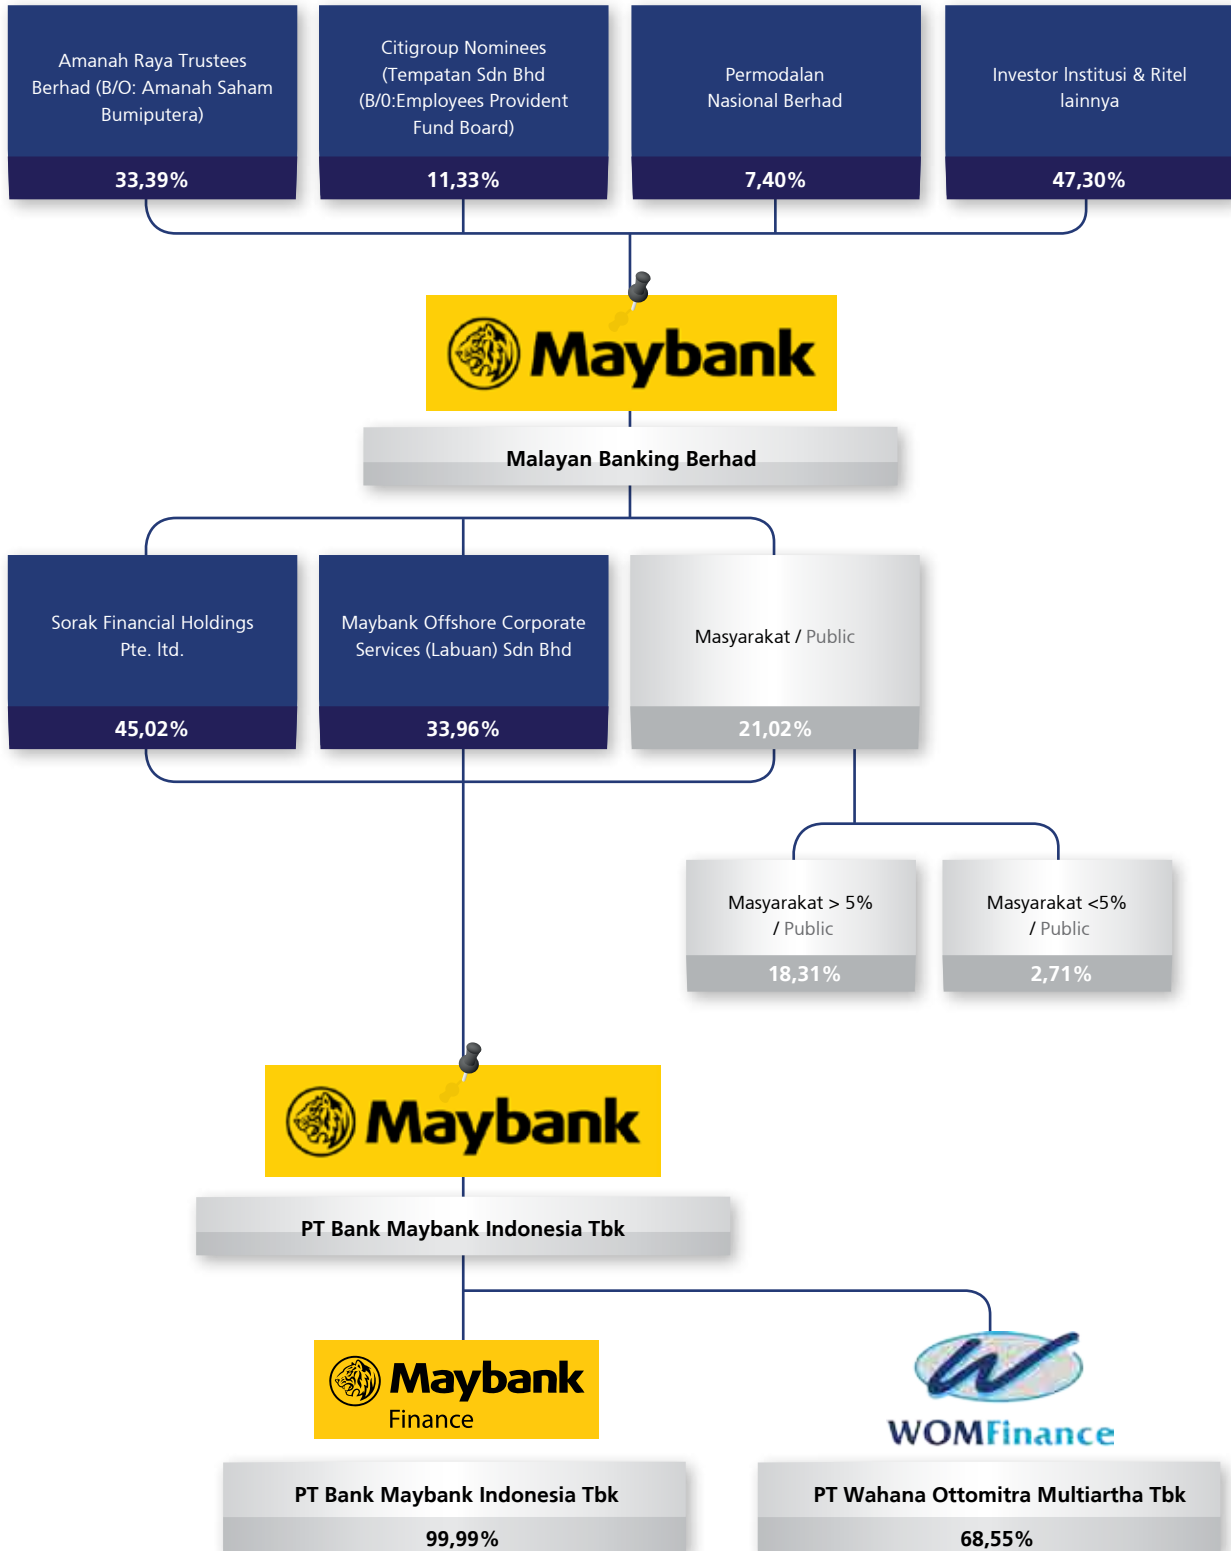 Amanah Raya Trustees
Berhad (B/O: Amanah Saham
Bumiputera)
33,39%
Citigroup Nominees
(Tempatan Sdn Bhd
(B/0:Employees Provident
Fund Board)
11,33%
Permodalan
Nasional Berhad
7,40%
Investor Institusi & Ritel
lainnya
47,30%
Maybank
Malayan Banking Berhad
Sorak Financial Holdings
Pte. ltd.
45,02%
Maybank Offshore Corporate
Services (Labuan) Sdn Bhd
33,96%
Masyarakat / Public
21,02%
Masyarakat > 5%
/ Public
18,31%
Masyarakat <5%
/ Public
2,71%
Maybank
PT Bank Maybank Indonesia Tbk
Maybank
Finance
PT Bank Maybank Indonesia Tbk
99,99%
W
WOMFinance
PT Wahana Ottomitra Multiartha Tbk
68,55%